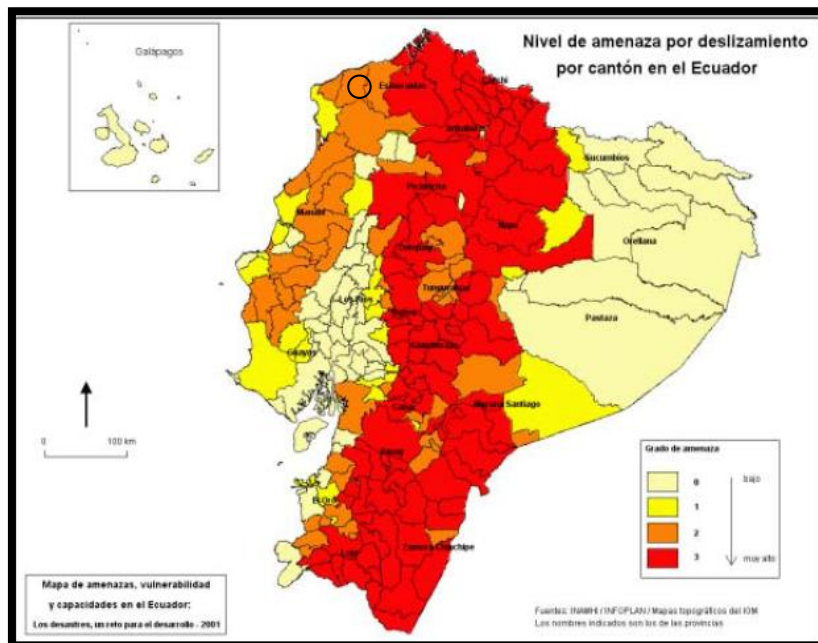 Galápagos
Nivel de amenaza por deslizamiento
por cantón en el Ecuador
Esmeraldas
Carchi
Imbabura
Sucumbíos
Pichincha
Manabí
Napo
Orellana
Cotopaxi
Tungurahua
Los Ríos
Bolívar
Pastaza
Chimborazo
Guayas
Morona Santiago
Cañar
Azuay
El Oro
Loja
Zamora Chinchipe
0 100 km
Grado de amenaza
0 bajo
1
2
3 muy alto
Mapa de amenazas, vulnerabilidad
y capacidades en el Ecuador:
Los desastres, un reto para el desarrollo - 2001
Fuentes: INAMHI / INFOPLAN / Mapas topográficos del IGM
Los nombres indicados son los de las provincias